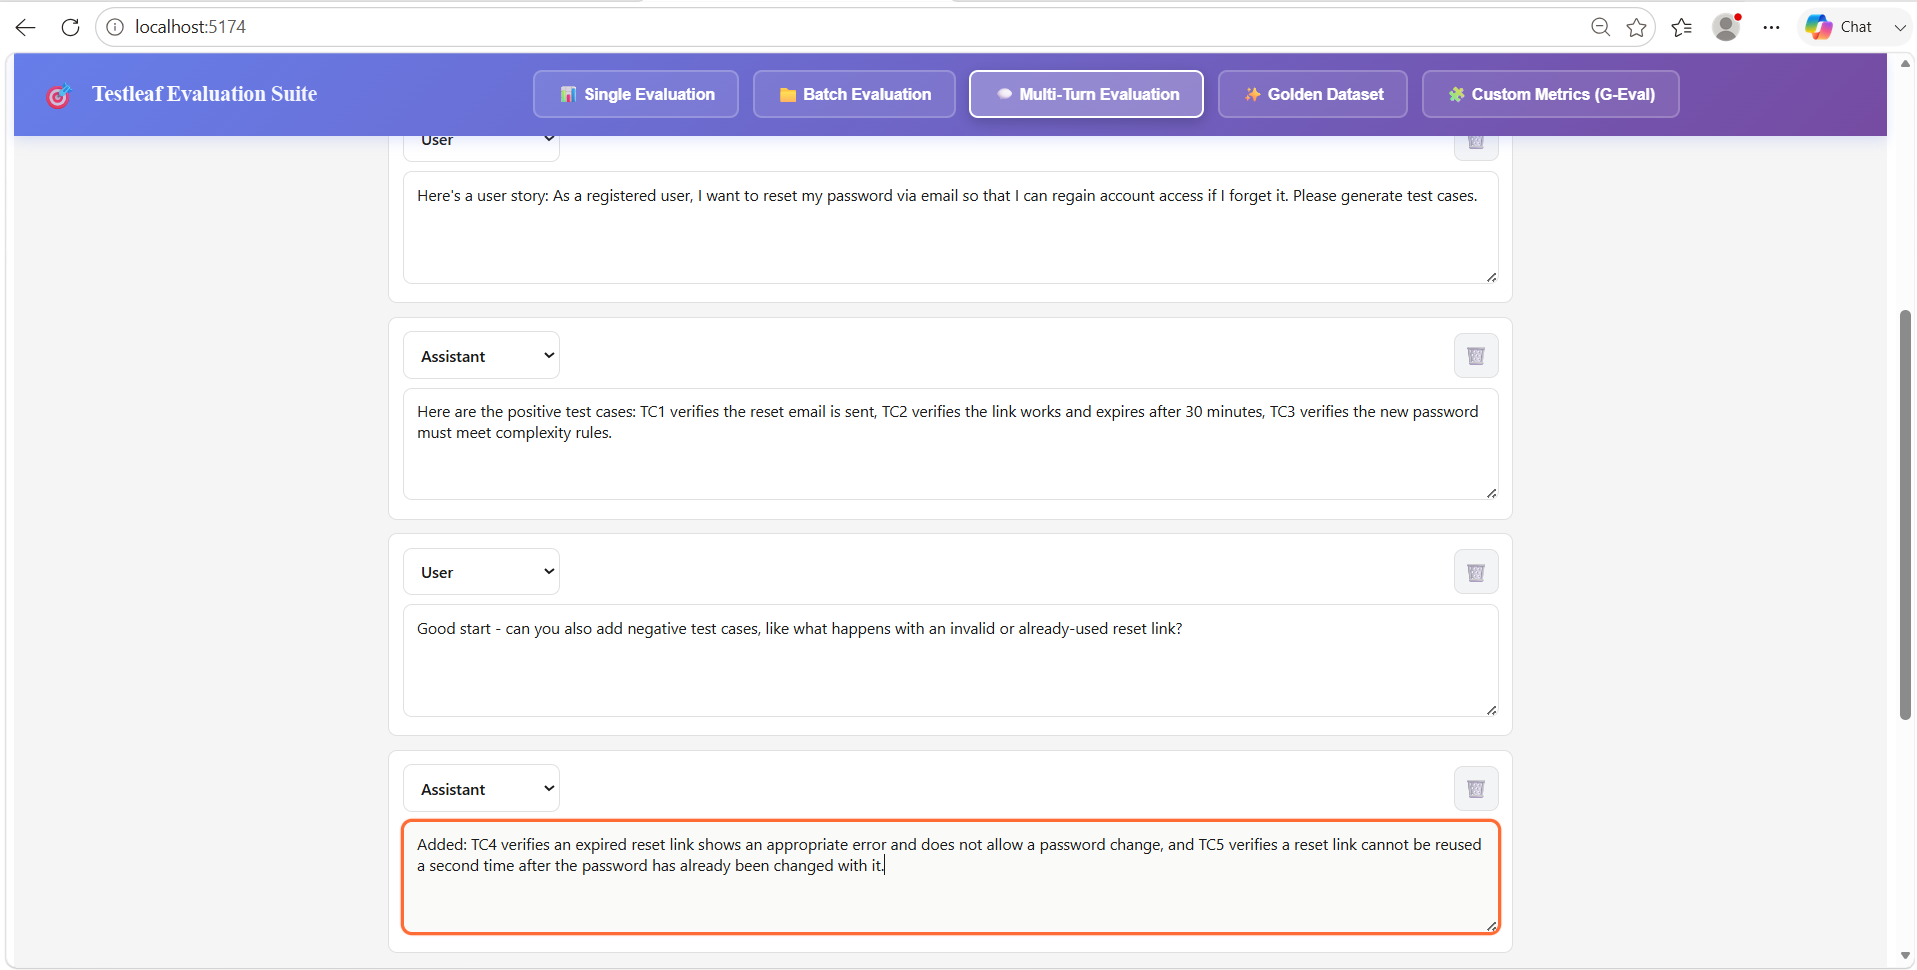 localhost:5174
Chat
Testleaf Evaluation Suite
Single Evaluation
Batch Evaluation
Multi-Turn Evaluation
Golden Dataset
Custom Metrics (G-Eval)
User
Here's a user story: As a registered user, I want to reset my password via email so that I can regain account access if I forget it. Please generate test cases.
Assistant
Here are the positive test cases: TC1 verifies the reset email is sent, TC2 verifies the link works and expires after 30 minutes, TC3 verifies the new password
must meet complexity rules.
User
Good start - can you also add negative test cases, like what happens with an invalid or already-used reset link?
Assistant
Added: TC4 verifies an expired reset link shows an appropriate error and does not allow a password change, and TC5 verifies a reset link cannot be reused
a second time after the password has already been changed with it.